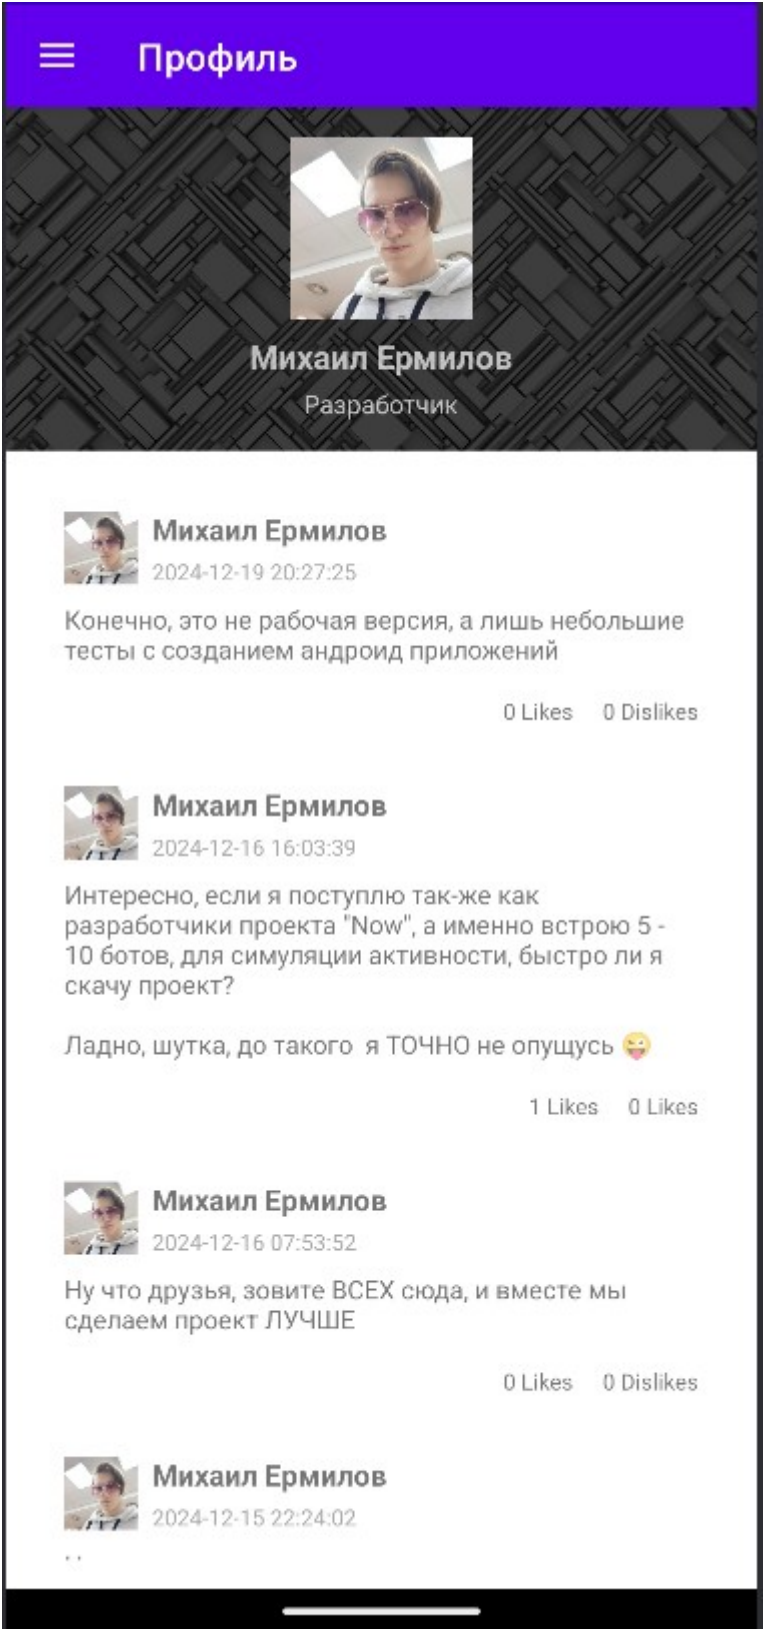 Профиль
Михаил Ермилов
Разработчик
Михаил Ермилов
2024-12-19 20:27:25
Конечно, это не рабочая версия, а лишь небольшие
тесты с созданием андроид приложений
0 Likes 0 Dislikes
Михаил Ермилов
2024-12-16 16:03:39
Интересно, если я поступлю так-же как
разработчики проекта "Now", а именно встрою 5 -
10 ботов, для симуляции активности, быстро ли я
скачу проект?
Ладно, шутка, до такого я ТОЧНО не опущусь 😜
1 Likes 0 Likes
Михаил Ермилов
2024-12-16 07:53:52
Ну что друзья, зовите ВСЕХ сюда, и вместе мы
сделаем проект ЛУЧШЕ
0 Likes 0 Dislikes
Михаил Ермилов
2024-12-15 22:24:02